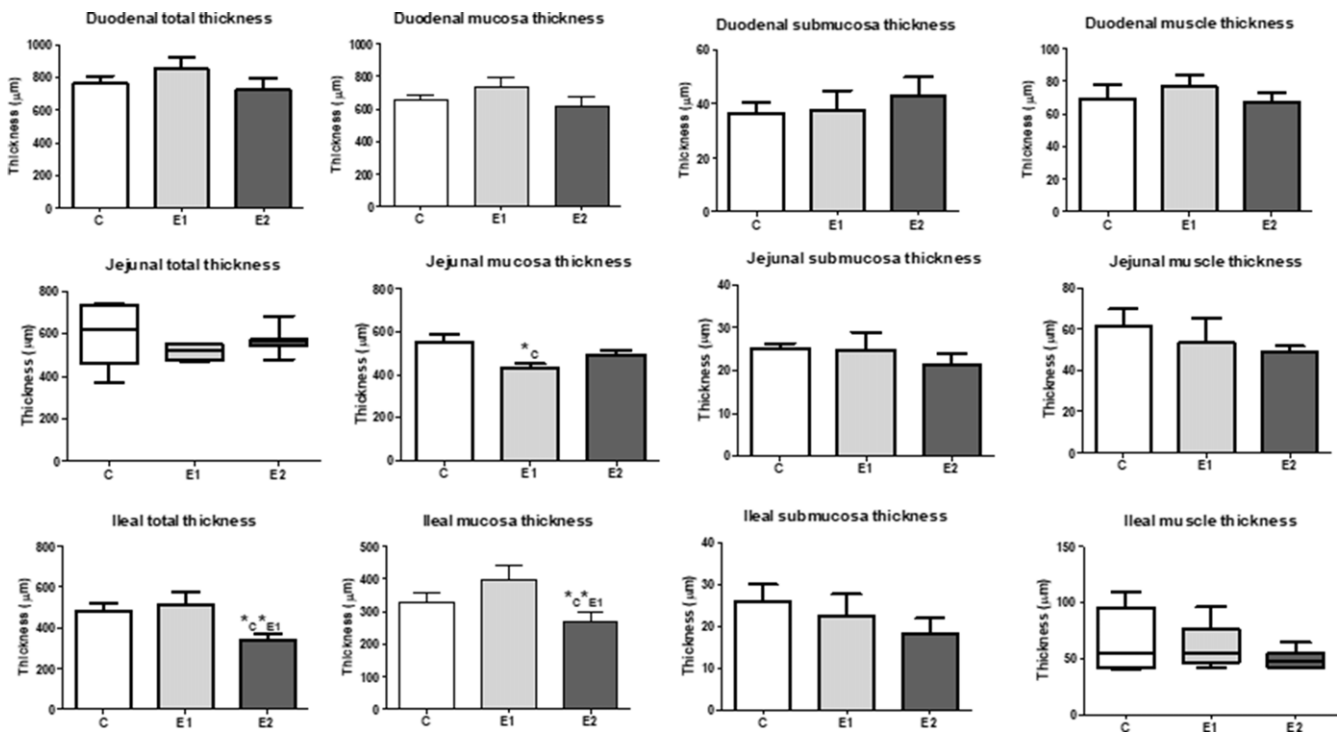 Duodenal total thickness
Thickness (μm)
1000
800
600
400
200
0
C E1 E2
Duodenal mucosa thickness
Thickness (μm)
1000
800
600
400
200
0
C E1 E2
Duodenal submucosa thickness
Thickness (μm)
60
40
20
0
C E1 E2
Duodenal muscle thickness
Thickness (μm)
100
80
60
40
20
0
C E1 E2
Jejunal total thickness
Thickness (μm)
800
600
400
200
0
C E1 E2
Jejunal mucosa thickness
Thickness (μm)
800
600
400
200
0
*C
C E1 E2
Jejunal submucosa thickness
Thickness (μm)
40
30
20
10
0
C E1 E2
Jejunal muscle thickness
Thickness (μm)
80
60
40
20
0
C E1 E2
Ileal total thickness
Thickness (μm)
800
600
400
200
0
*C*E1
C E1 E2
Ileal mucosa thickness
Thickness (μm)
500
400
300
200
100
0
*C*E1
C E1 E2
Ileal submucosa thickness
Thickness (μm)
40
30
20
10
0
C E1 E2
Ileal muscle thickness
Thickness (μm)
150
100
50
0
C E1 E2